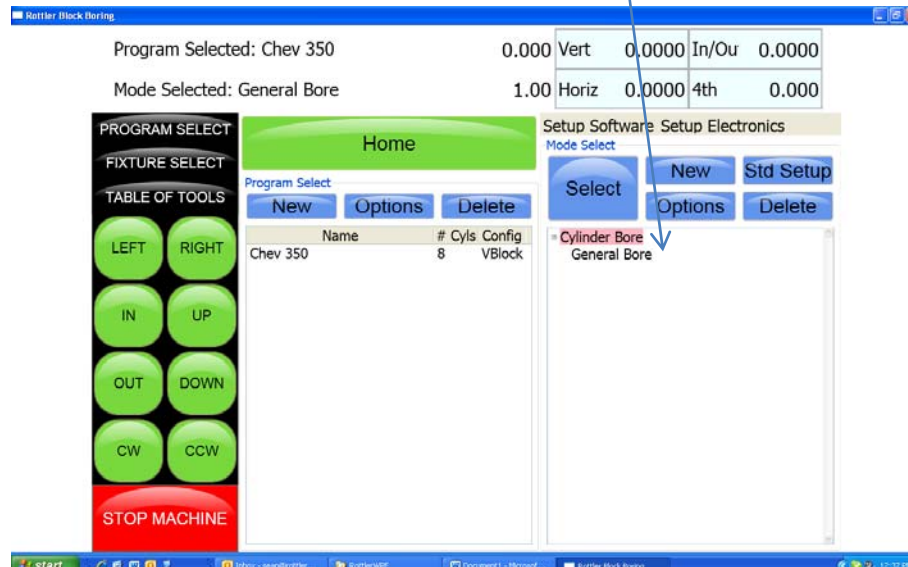 Rottler Block Boring
Program Selected: Chev 350 0.000 Vert 0.0000 In/Ou 0.0000
Mode Selected: General Bore 1.00 Horiz 0.0000 4th 0.000
PROGRAM SELECT
FIXTURE SELECT
TABLE OF TOOLS
LEFT RIGHT
IN UP
OUT DOWN
CW CCW
STOP MACHINE
Home
Program Select
New Options Delete
Name # Cyls Config
Chev 350 8 VBlock
Setup Software Setup Electronics
Mode Select
Select New Std Setup
Options Delete
Cylinder Bore
General Bore
start Document1 - Microsof Rottler Block Boring 12:32 P